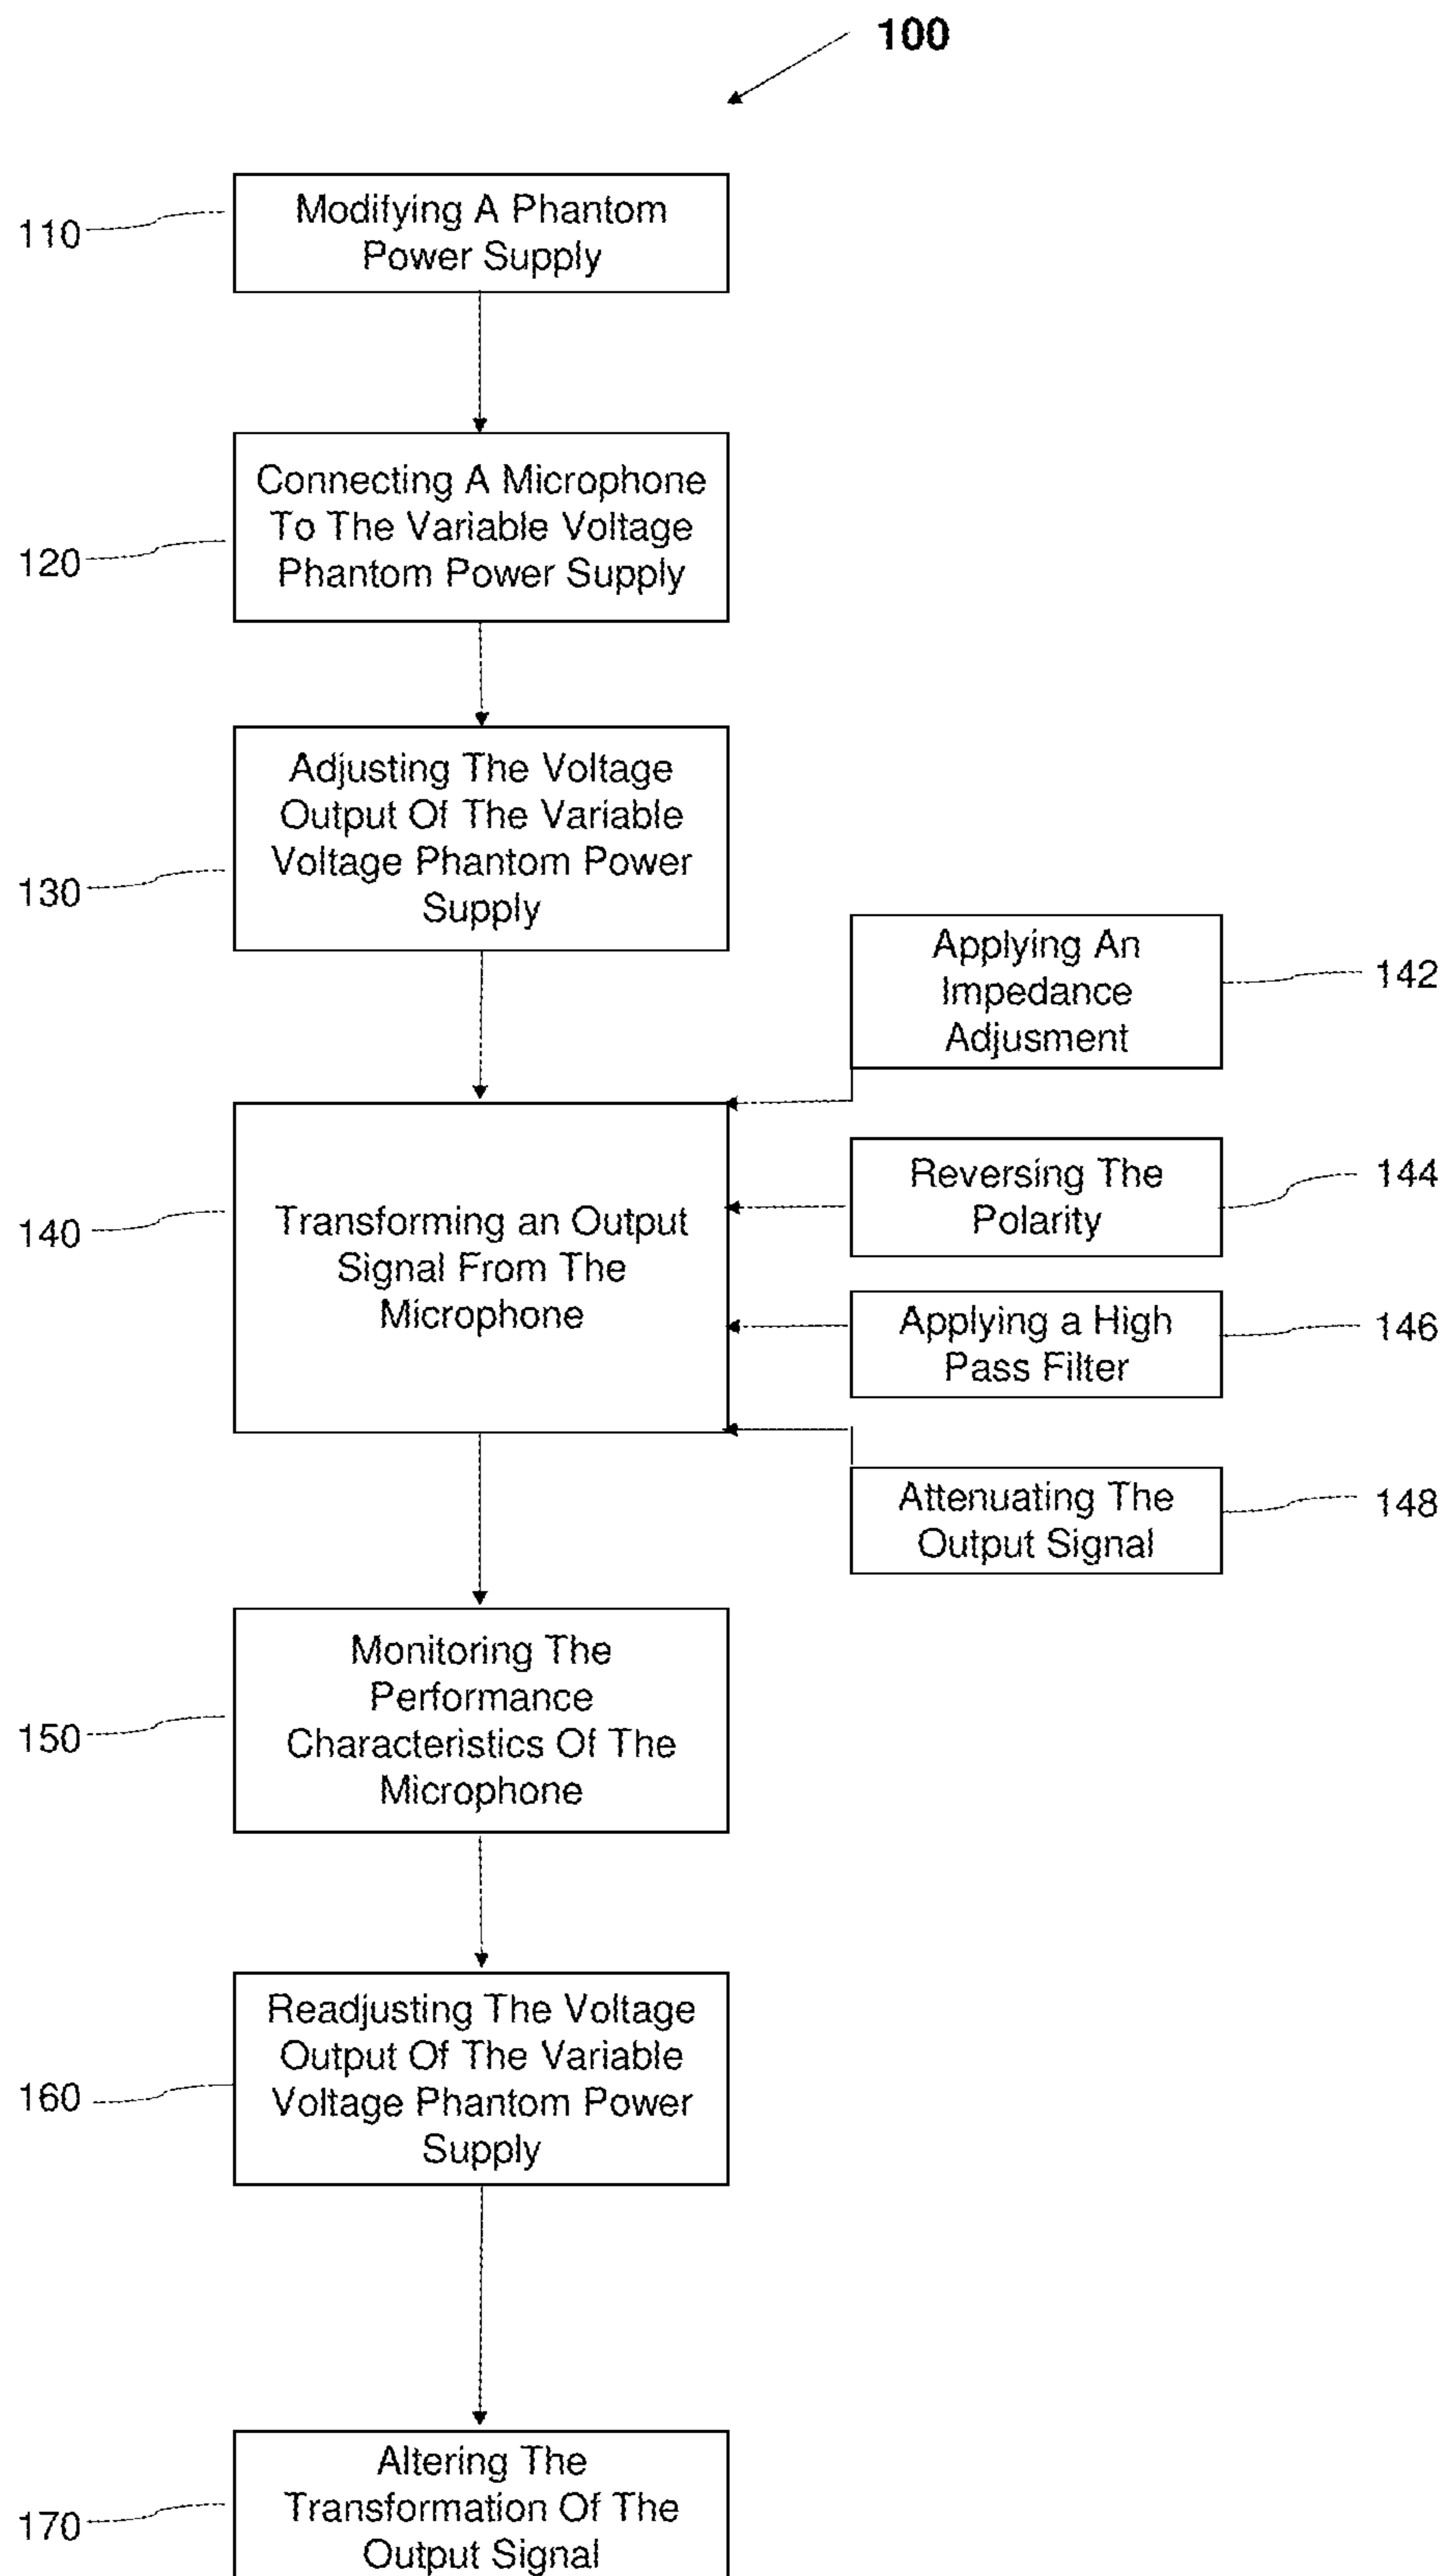 100
110
Modifying A Phantom
Power Supply
120
Connecting A Microphone
To The Variable Voltage
Phantom Power Supply
130
Adjusting The Voltage
Output Of The Variable
Voltage Phantom Power
Supply
140
Transforming an Output
Signal From The
Microphone
Applying An
Impedance
Adjusment
142
Reversing The
Polarity
144
Applying a High
Pass Filter
146
Attenuating The
Output Signal
148
150
Monitoring The
Performance
Characteristics Of The
Microphone
160
Readjusting The Voltage
Output Of The Variable
Voltage Phantom Power
Supply
170
Altering The
Transformation Of The
Output Signal